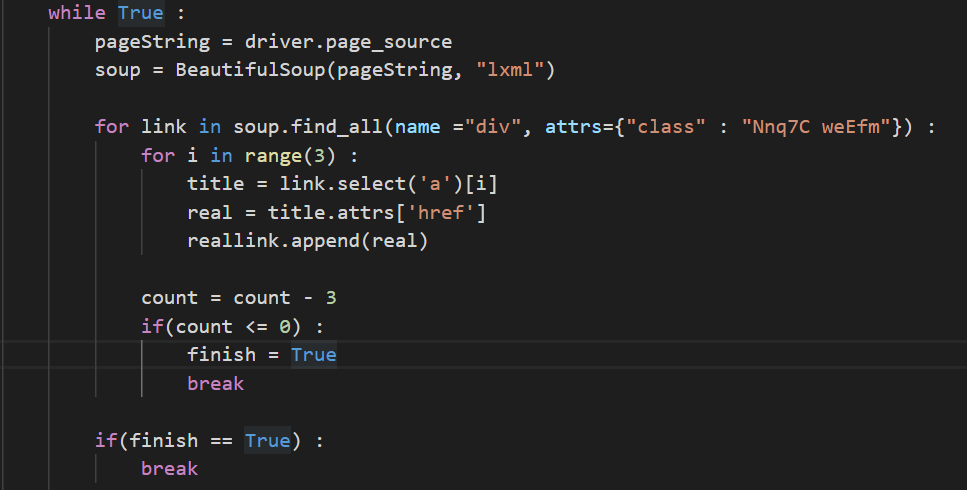 while True :
pageString = driver.page_source
soup = BeautifulSoup(pageString, "lxml")
for link in soup.find_all(name ="div", attrs={"class" : "Nnq7C weEfm"}) :
for i in range(3) :
title = link.select('a')[i]
real = title.attrs['href']
reallink.append(real)
count = count - 3
if(count <= 0) :
finish = True
break
if(finish == True) :
break